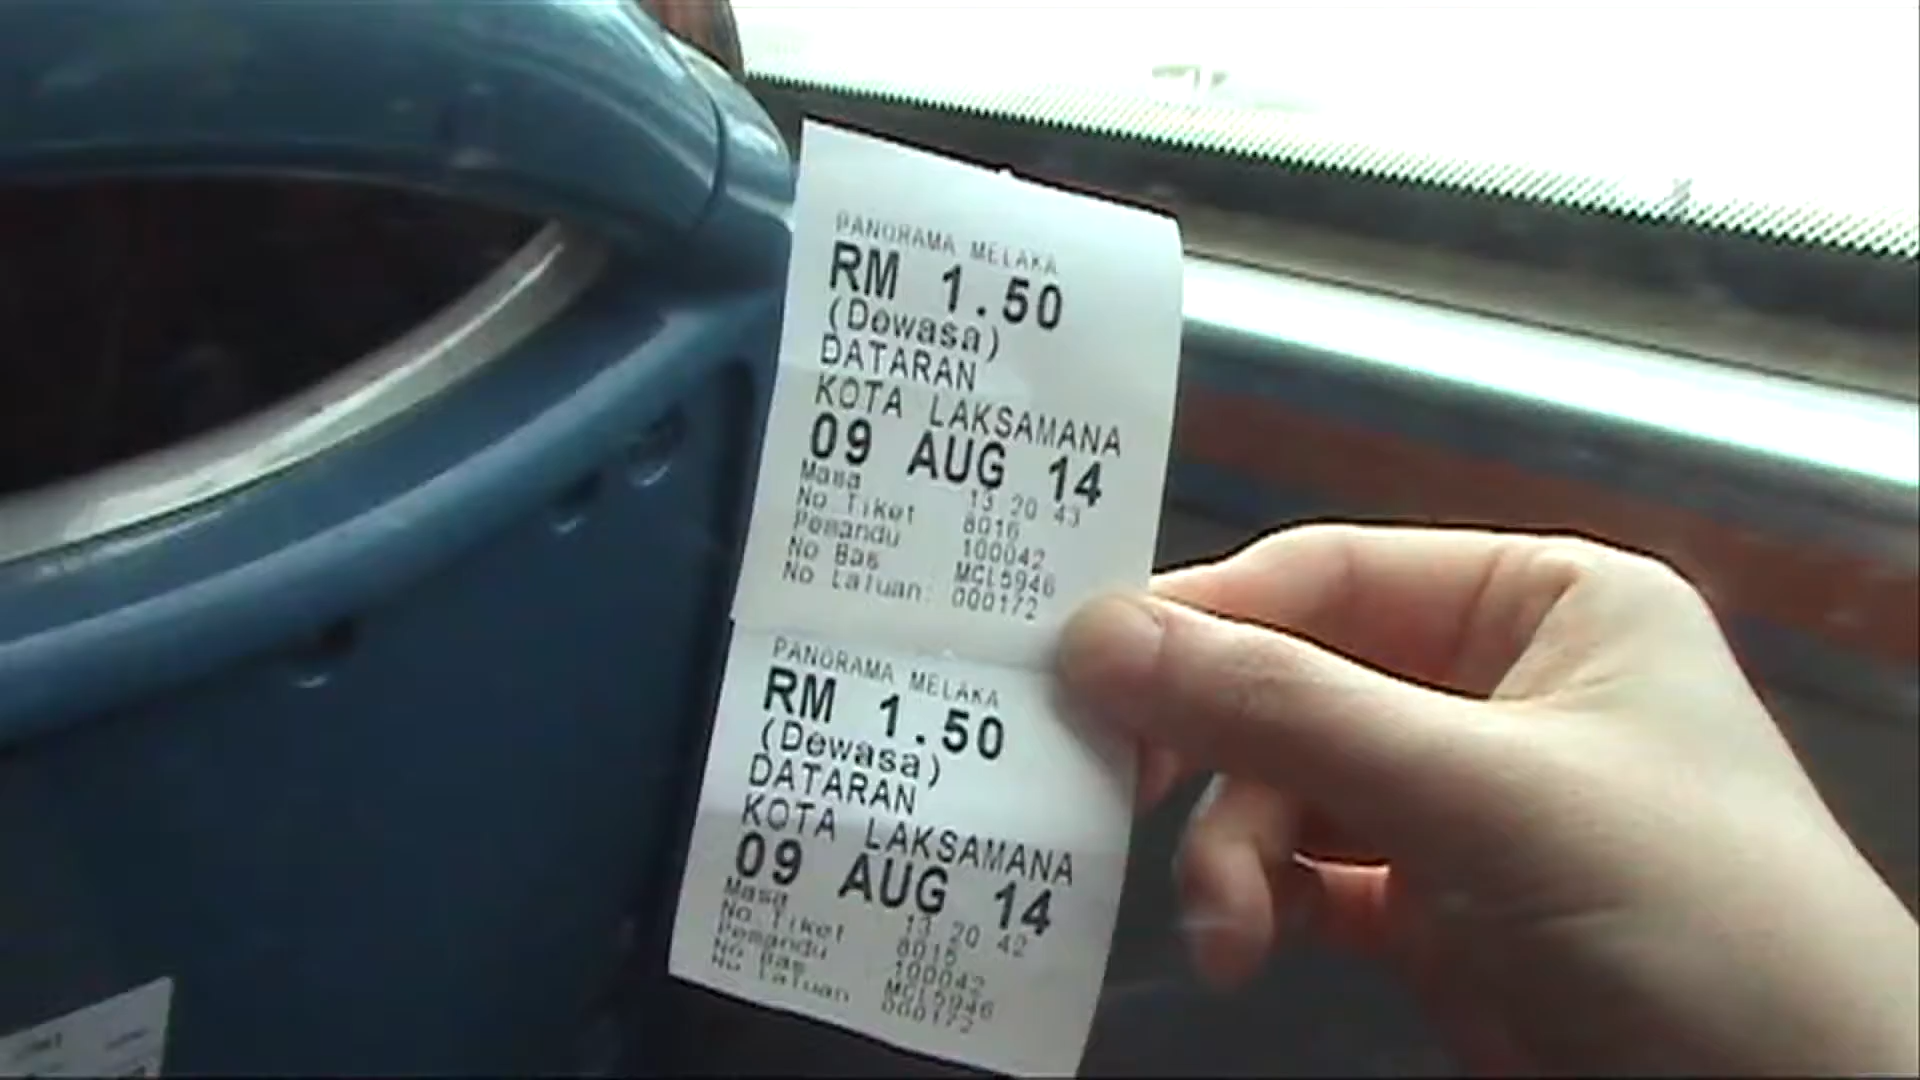 PANORAMA MELAKA
RM 1.50
(Dewasa)
DATARAN
KOTA LAKSAMANA
09 AUG 14
Masa 13 20 43
No Tiket 8016
Pemandu 100042
No Bas MCL5946
No Laluan: 000172
PANORAMA MELAKA
RM 1.50
(Dewasa)
DATARAN
KOTA LAKSAMANA
09 AUG 14
Masa 13 20 42
No Tiket 8015
Pemandu 100042
No Bas MCL5946
No Laluan 000172